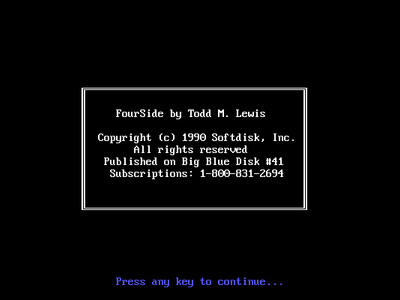 FourSide by Todd M. Lewis
Copyright (c) 1990 Softdisk, Inc.
All rights reserved
Published on Big Blue Disk #41
Subscriptions: 1-800-831-2694
Press any key to continue...